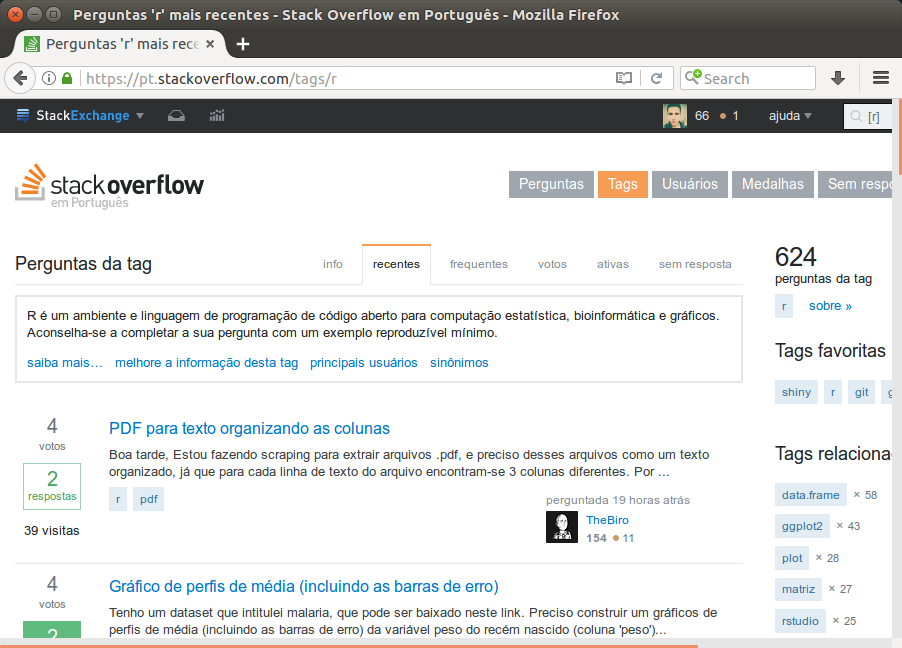 Perguntas 'r' mais recentes - Stack Overflow em Português - Mozilla Firefox
Perguntas 'r' mais rece
https://pt.stackoverflow.com/tags/r
Search
StackExchange
66 1
ajuda
[r]
stackoverflow
em Português
Perguntas
Tags
Usuários
Medalhas
Sem respo
Perguntas da tag
info
recentes
frequentes
votos
ativas
sem resposta
R é um ambiente e linguagem de programação de código aberto para computação estatística, bioinformática e gráficos.
Aconselha-se a completar a sua pergunta com um exemplo reproduzível mínimo.
saiba mais… melhore a informação desta tag principais usuários sinônimos
4
votos
2
respostas
39 visitas
PDF para texto organizando as colunas
Boa tarde, Estou fazendo scraping para extrair arquivos .pdf, e preciso desses arquivos como um texto
organizado, já que para cada linha de texto do arquivo encontram-se 3 colunas diferentes. Por ...
r pdf
perguntada 19 horas atrás
TheBiro
154 11
4
votos
2
Gráfico de perfis de média (incluindo as barras de erro)
Tenho um dataset que intitulei malaria, que pode ser baixado neste link. Preciso construir um gráficos de
perfis de média (incluindo as barras de erro) da variável peso do recém nascido (coluna 'peso')...
624
perguntas da tag
r sobre »
Tags favoritas
shiny r git
Tags relaciona
data.frame × 58
ggplot2 × 43
plot × 28
matriz × 27
rstudio × 25